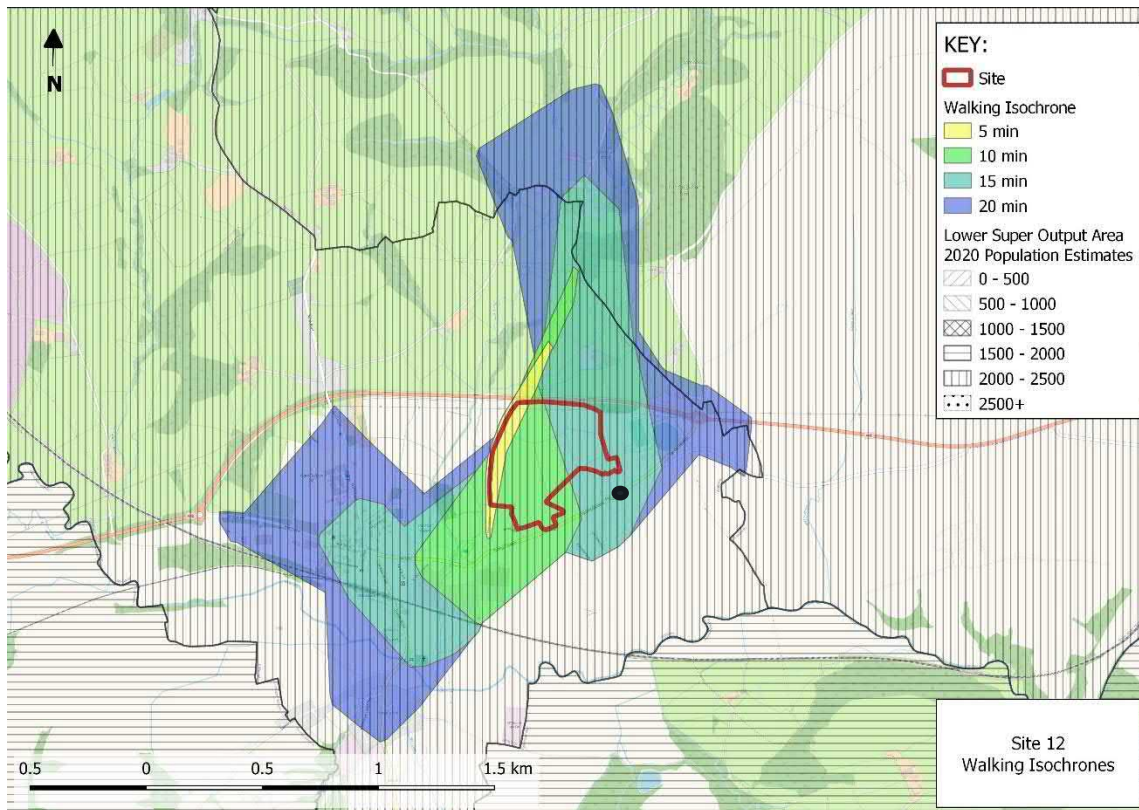 N
KEY:
Site
Walking Isochrone
5 min
10 min
15 min
20 min
Lower Super Output Area
2020 Population Estimates
0 - 500
500 - 1000
1000 - 1500
1500 - 2000
2000 - 2500
2500+
0.5 0 0.5 1 1.5 km
Site 12
Walking Isochrones